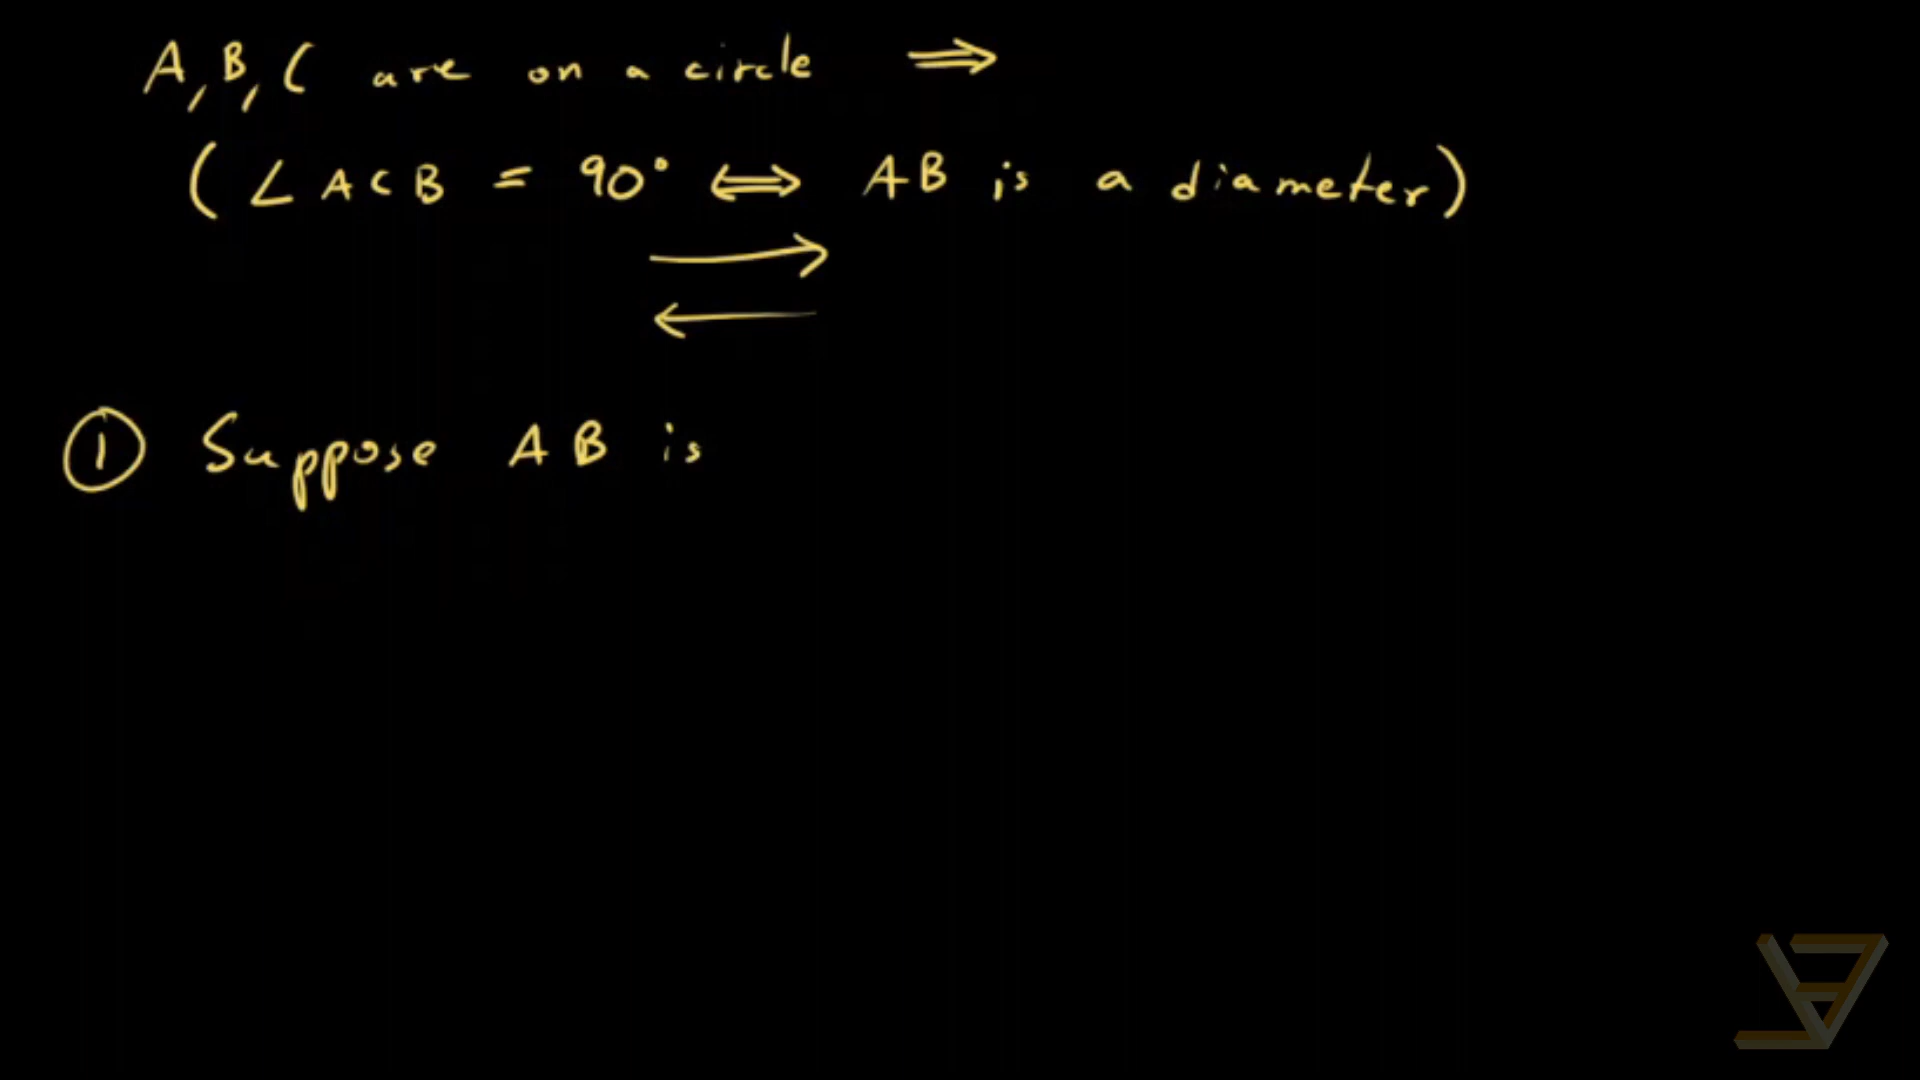 A, B, C are on a circle ⟹
(∠ACB = 90° ⟺ AB is a diameter)
⟶
⟵
① Suppose AB is